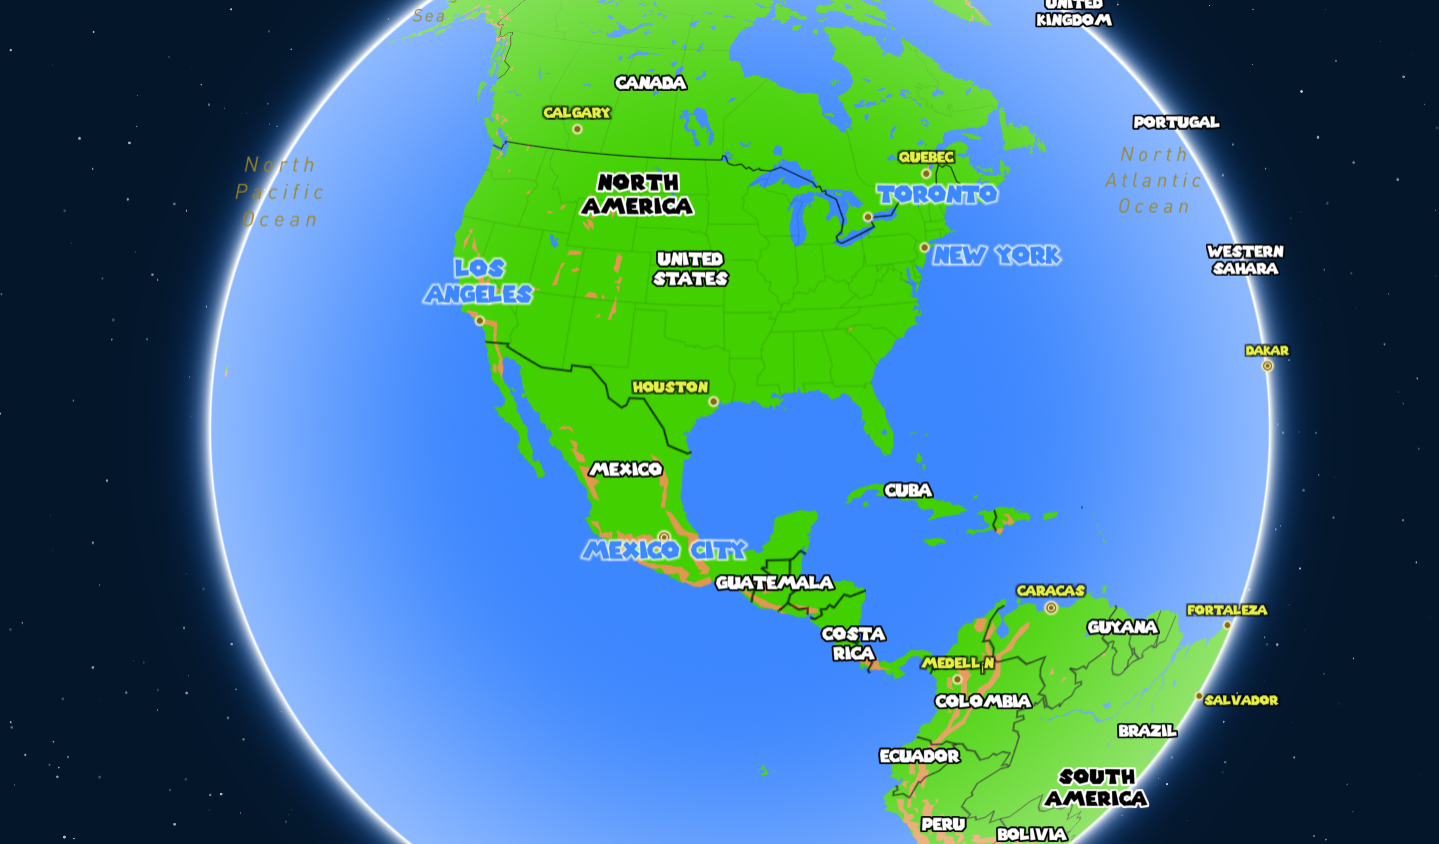 Sea
UNITED
KINGDOM
CANADA
CALGARY
PORTUGAL
North
Pacific
Ocean
QUEBEC
North
Atlantic
Ocean
NORTH
AMERICA
TORONTO
UNITED
STATES
NEW YORK
WESTERN
SAHARA
LOS
ANGELES
DAKAR
HOUSTON
MEXICO
CUBA
MEXICO CITY
GUATEMALA
CARACAS
FORTALEZA
GUYANA
COSTA
RICA
MEDELLíN
COLOMBIA
SALVADOR
BRAZIL
ECUADOR
SOUTH
AMERICA
PERU
BOLIVIA